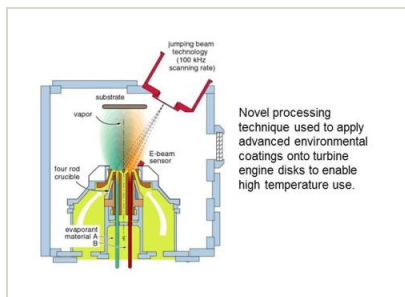 jumping beam
technology
(100 kHz
scanning rate)
substrate
vapor
E-beam
sensor
four rod
crucible
evaporant
material A
B
Novel processing
technique used to apply
advanced environmental
coatings onto turbine
engine disks to enable
high temperature use.